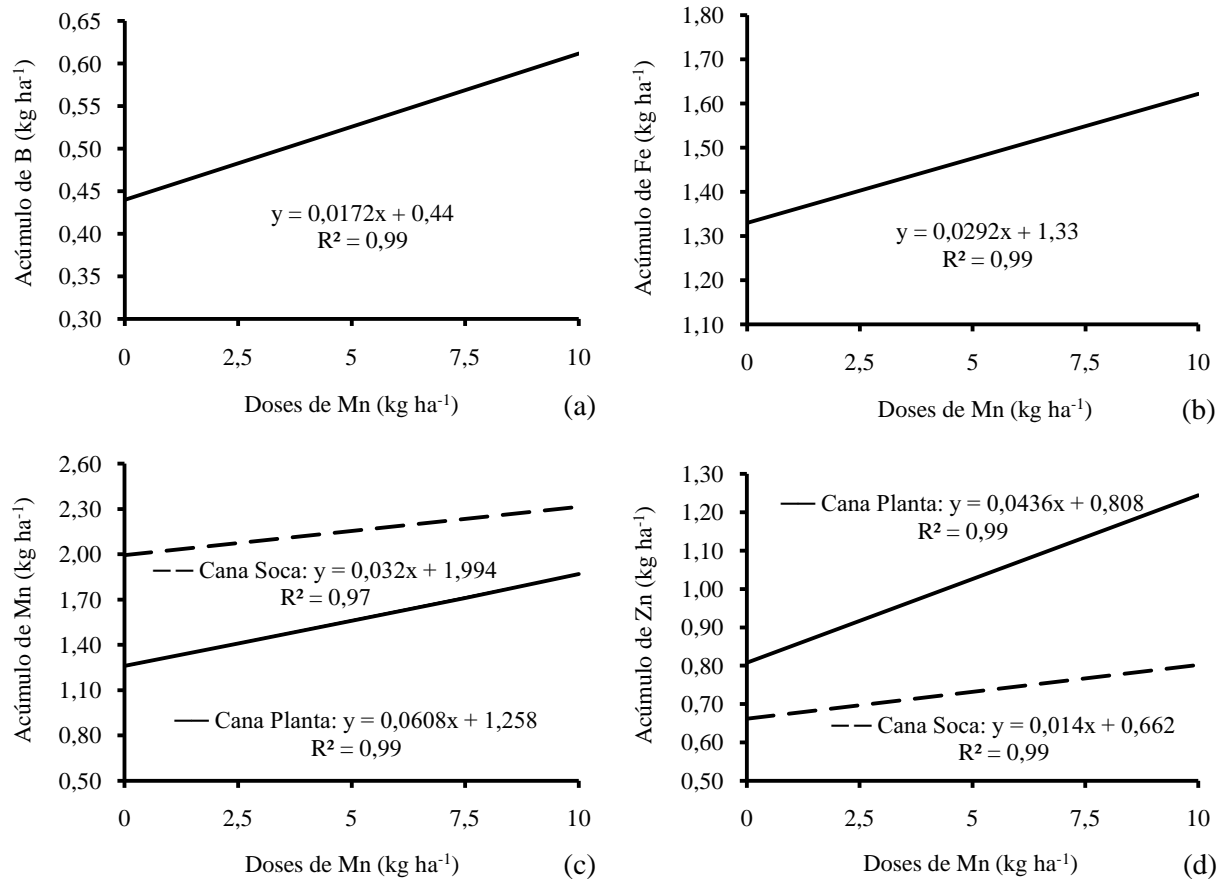 Acúmulo de B (kg ha-1)
0,65
0,60
0,55
0,50
0,45
0,40
0,35
0,30
y = 0,0172x + 0,44
R² = 0,99
0 2,5 5 7,5 10
Doses de Mn (kg ha-1)
(a)
Acúmulo de Fe (kg ha-1)
1,80
1,70
1,60
1,50
1,40
1,30
1,20
1,10
y = 0,0292x + 1,33
R² = 0,99
0 2,5 5 7,5 10
Doses de Mn (kg ha-1)
(b)
Acúmulo de Mn (kg ha-1)
2,60
2,30
2,00
1,70
1,40
1,10
0,80
0,50
Cana Soca: y = 0,032x + 1,994
R² = 0,97
Cana Planta: y = 0,0608x + 1,258
R² = 0,99
0 2,5 5 7,5 10
Doses de Mn (kg ha-1)
(c)
Acúmulo de Zn (kg ha-1)
1,30
1,20
1,10
1,00
0,90
0,80
0,70
0,60
0,50
Cana Planta: y = 0,0436x + 0,808
R² = 0,99
Cana Soca: y = 0,014x + 0,662
R² = 0,99
0 2,5 5 7,5 10
Doses de Mn (kg ha-1)
(d)